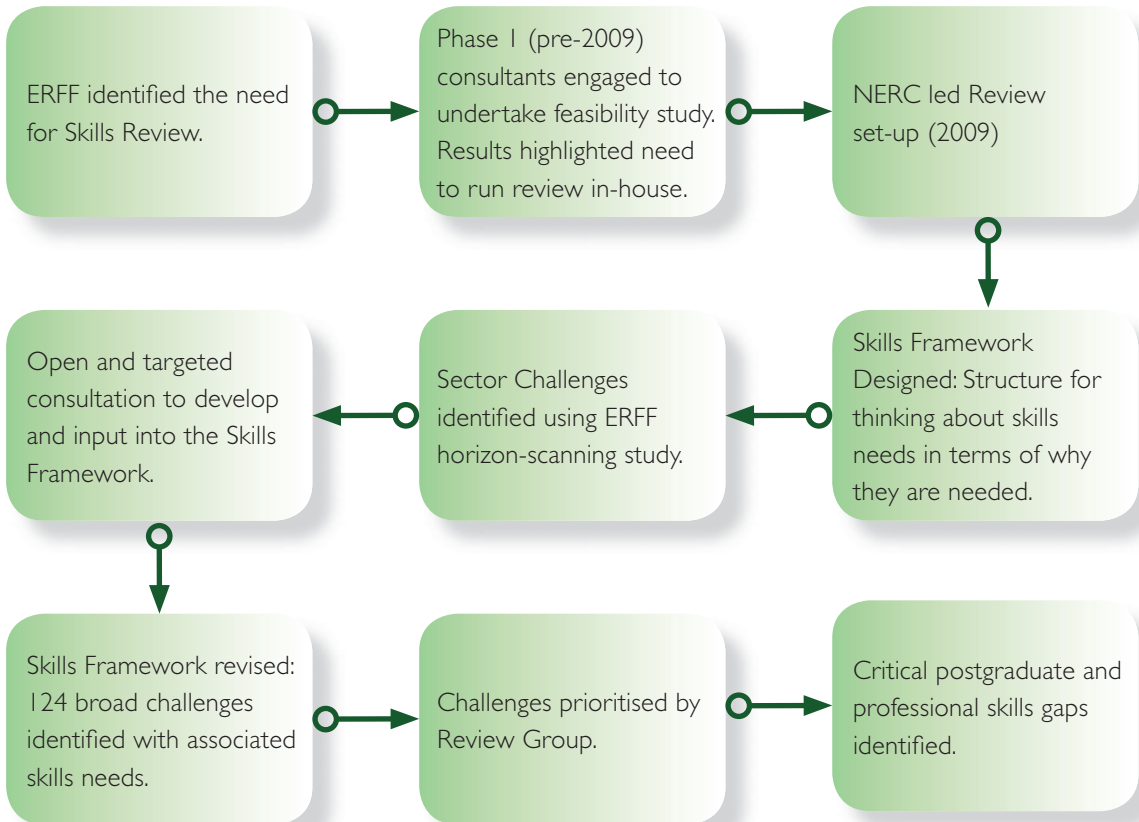 ERFF identified the need
for Skills Review.
Phase 1 (pre-2009)
consultants engaged to
undertake feasibility study.
Results highlighted need
to run review in-house.
NERC led Review
set-up (2009)
Skills Framework
Designed: Structure for
thinking about skills
needs in terms of why
they are needed.
Sector Challenges
identified using ERFF
horizon-scanning study.
Open and targeted
consultation to develop
and input into the Skills
Framework.
Skills Framework revised:
124 broad challenges
identified with associated
skills needs.
Challenges prioritised by
Review Group.
Critical postgraduate and
professional skills gaps
identified.